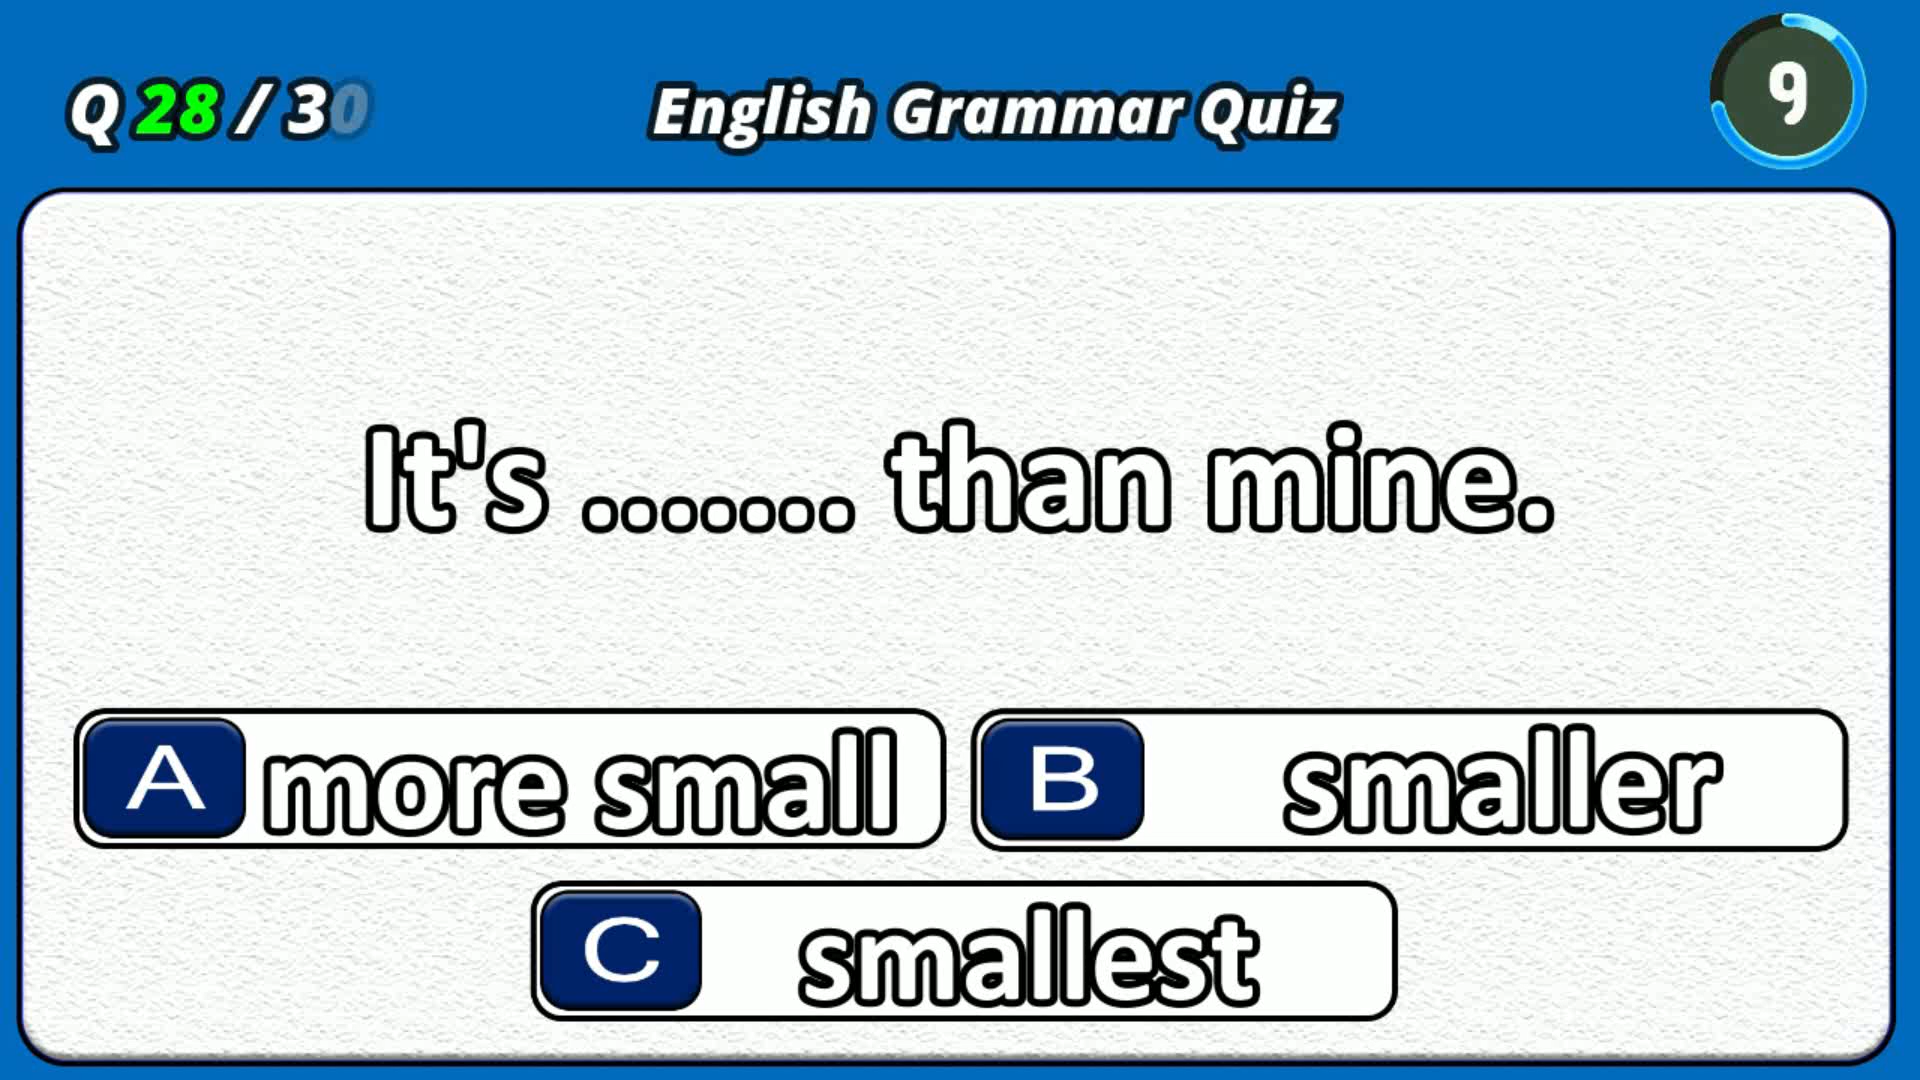 Q 28 / 30
English Grammar Quiz
9
It's ....... than mine.
A more small
B smaller
C smallest